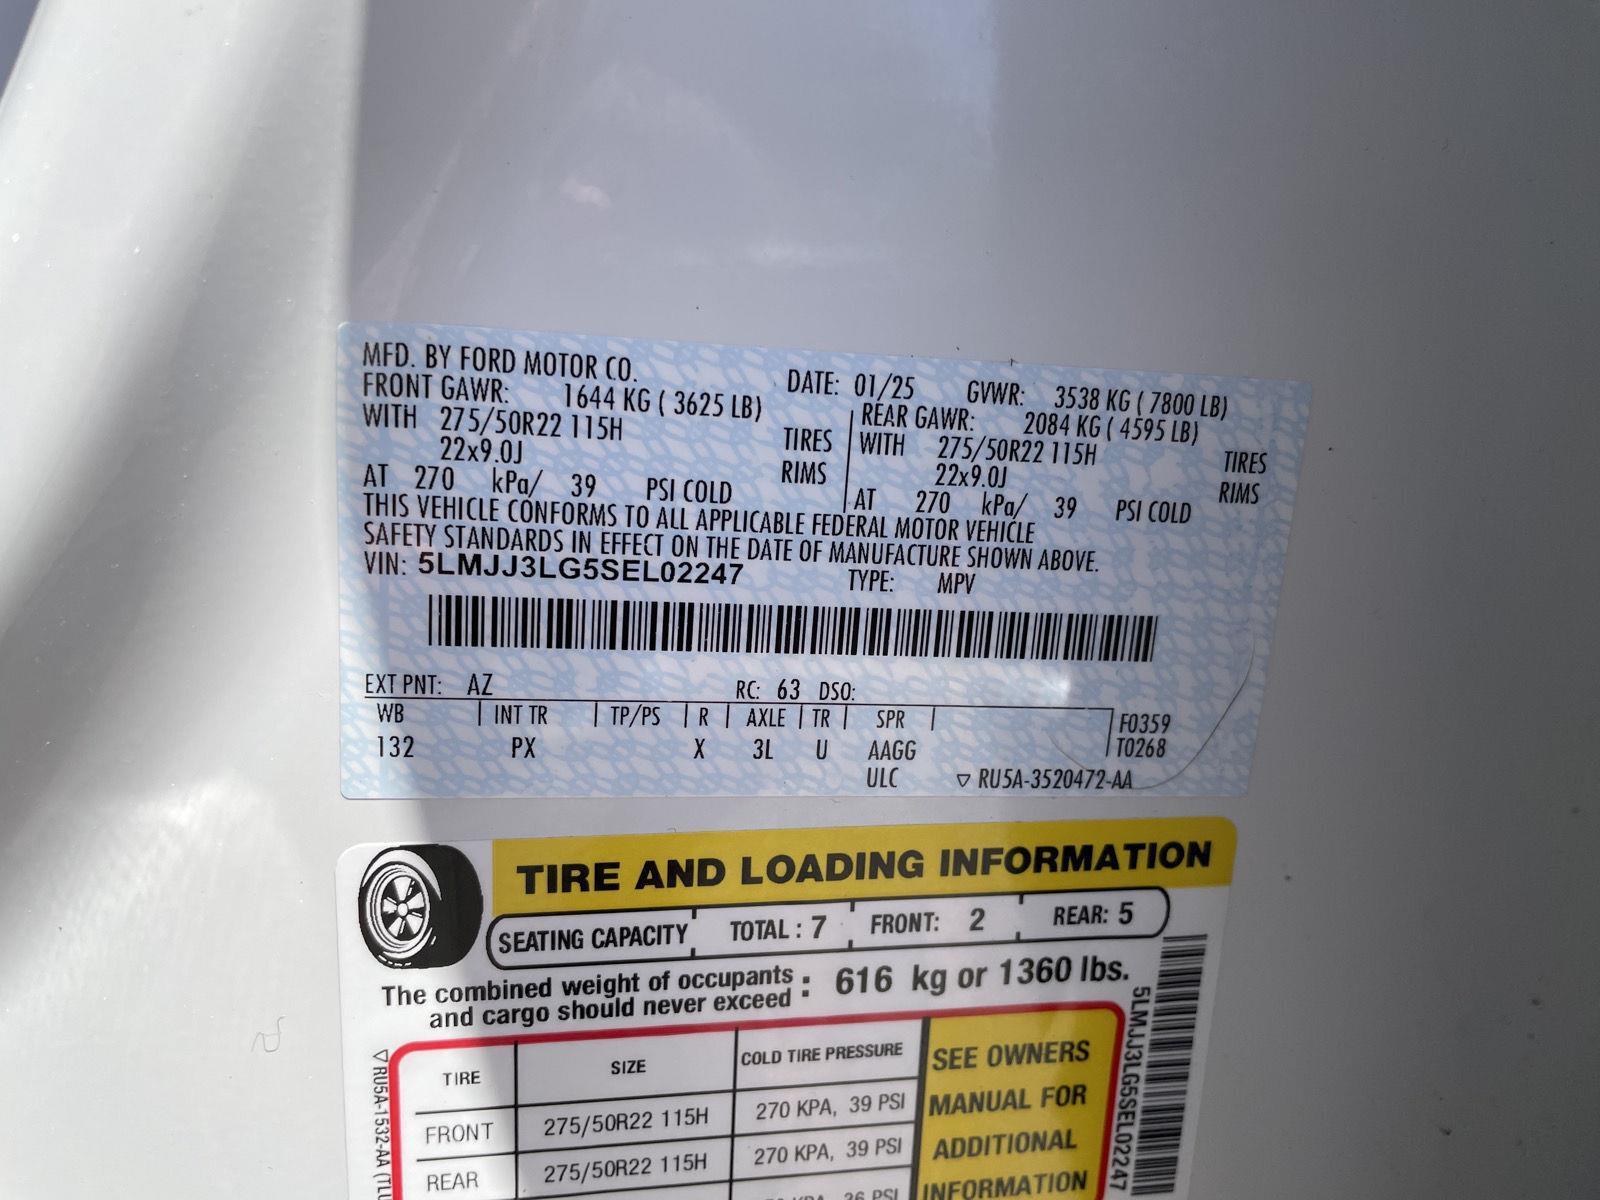 MFD. BY FORD MOTOR CO. DATE: 01/25 GVWR: 3538 KG ( 7800 LB)
FRONT GAWR: 1644 KG ( 3625 LB) REAR GAWR: 2084 KG ( 4595 LB)
WITH 275/50R22 115H TIRES WITH 275/50R22 115H TIRES
22x9.0J RIMS 22x9.0J RIMS
AT 270 kPa/ 39 PSI COLD AT 270 kPa/ 39 PSI COLD
THIS VEHICLE CONFORMS TO ALL APPLICABLE FEDERAL MOTOR VEHICLE
SAFETY STANDARDS IN EFFECT ON THE DATE OF MANUFACTURE SHOWN ABOVE.
VIN: 5LMJJ3LG5SEL02247 TYPE: MPV
EXT PNT: AZ RC: 63 DSO:
WB INT TR TP/PS R AXLE TR SPR F0359
132 PX X 3L U AAGG T0268
ULC ▽ RU5A-3520472-AA
TIRE AND LOADING INFORMATION
SEATING CAPACITY TOTAL : 7 FRONT: 2 REAR: 5
The combined weight of occupants : 616 kg or 1360 lbs.
and cargo should never exceed
TIRE SIZE COLD TIRE PRESSURE SEE OWNERS
FRONT 275/50R22 115H 270 KPA, 39 PSI MANUAL FOR
REAR 275/50R22 115H 270 KPA, 39 PSI ADDITIONAL
PSI INFORMATION
5LMJJ3LG5SEL02247
▽RU5A-1532-AA